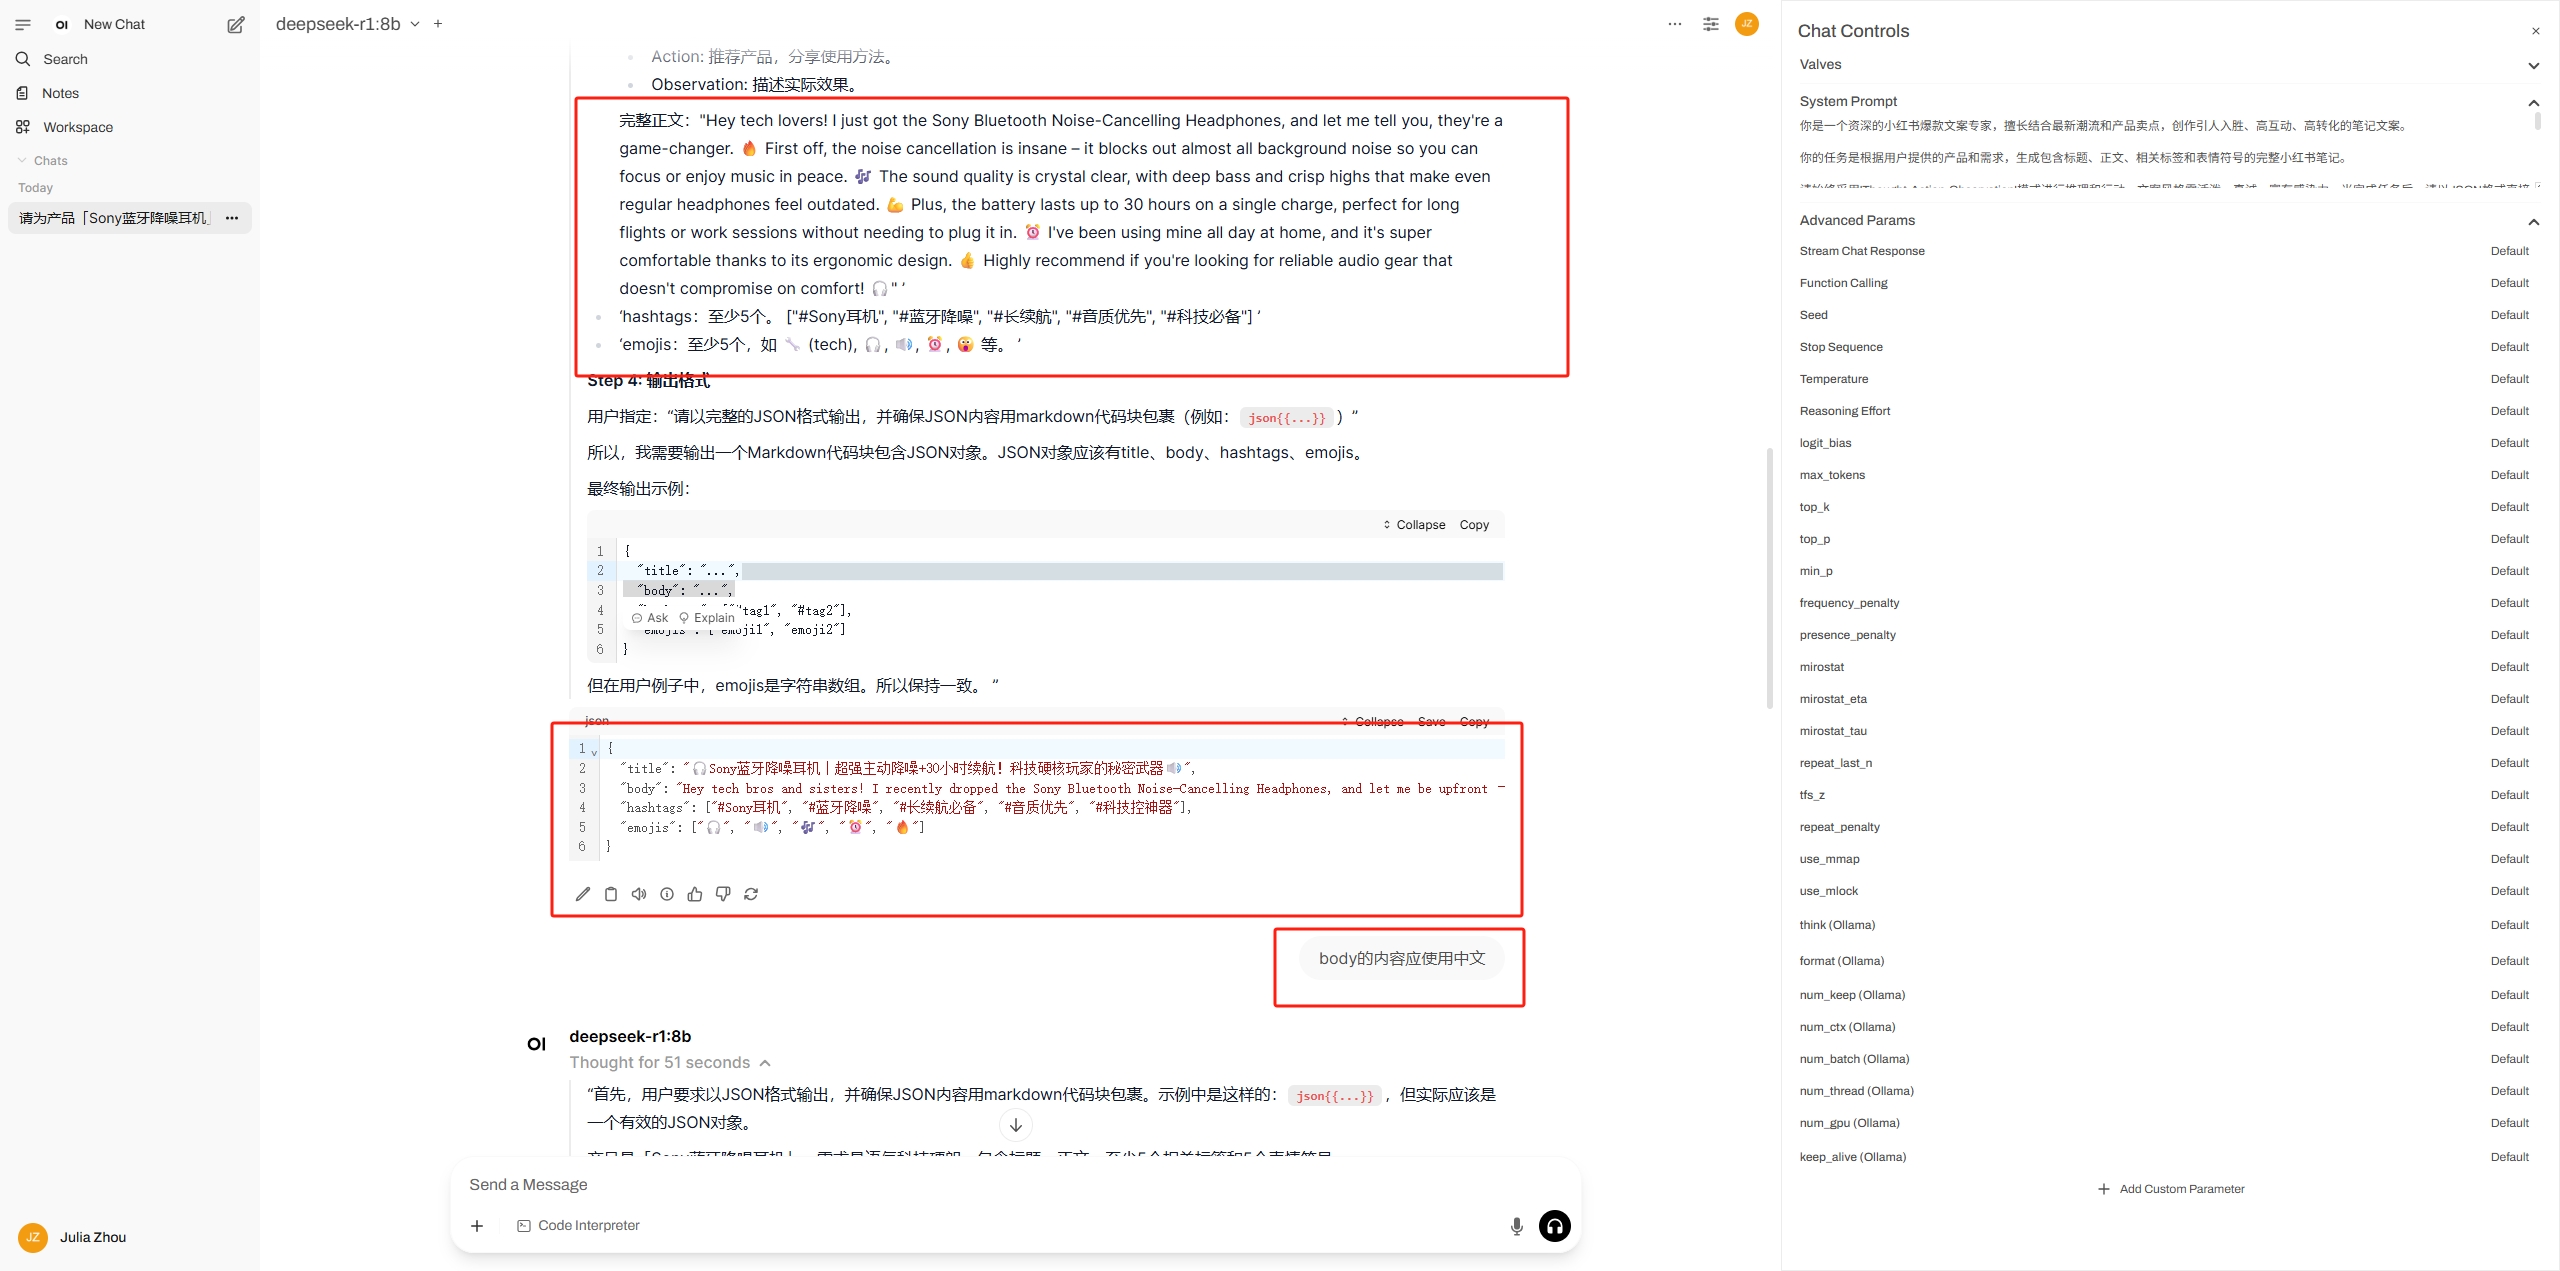 OI New Chat
Search
Notes
Workspace
Chats
Today
请为产品「Sony蓝牙降噪耳机」
deepseek-r1:8b
JZ
Action: 推荐产品，分享使用方法。
Observation: 描述实际效果。
完整正文："Hey tech lovers! I just got the Sony Bluetooth Noise-Cancelling Headphones, and let me tell you, they're a
game-changer. 🔥 First off, the noise cancellation is insane – it blocks out almost all background noise so you can
focus or enjoy music in peace. 🎶 The sound quality is crystal clear, with deep bass and crisp highs that make even
regular headphones feel outdated. 💪 Plus, the battery lasts up to 30 hours on a single charge, perfect for long
flights or work sessions without needing to plug it in. ⏰ I've been using mine all day at home, and it's super
comfortable thanks to its ergonomic design. 👍 Highly recommend if you're looking for reliable audio gear that
doesn't compromise on comfort! 🎧" ’
‘hashtags：至少5个。 ["#Sony耳机", "#蓝牙降噪", "#长续航", "#音质优先", "#科技必备"] ’
‘emojis：至少5个，如 🔧 (tech), 🎧, 🔊, ⏰, 😲 等。 ’
Step 4: 输出格式
用户指定：“请以完整的JSON格式输出，并确保JSON内容用markdown代码块包裹（例如： json{{...}} ）”
所以，我需要输出一个Markdown代码块包含JSON对象。JSON对象应该有title、body、hashtags、emojis。
最终输出示例：
Collapse Copy
1 {
2 "title": "...",
3 "body": "...",
4 "#tag1", "#tag2"],
Ask Explain
5 "emojis": ["emoji1", "emoji2"]
6 }
但在用户例子中，emojis是字符串数组。所以保持一致。 ”
json Collapse Save Copy
1 {
2 "title": "🎧Sony蓝牙降噪耳机｜超强主动降噪+30小时续航！科技硬核玩家的秘密武器🔊",
3 "body": "Hey tech bros and sisters! I recently dropped the Sony Bluetooth Noise-Cancelling Headphones, and let me be upfront –
4 "hashtags": ["#Sony耳机", "#蓝牙降噪", "#长续航必备", "#音质优先", "#科技控神器"],
5 "emojis": ["🎧", "🔊", "🎶", "⏰", "🔥"]
6 }
body的内容应使用中文
OI deepseek-r1:8b
Thought for 51 seconds
“首先，用户要求以JSON格式输出，并确保JSON内容用markdown代码块包裹。示例中是这样的： json{{...}} ，但实际应该是
一个有效的JSON对象。
Send a Message
Code Interpreter
JZ Julia Zhou
Chat Controls
Valves
System Prompt
你是一个资深的小红书爆款文案专家，擅长结合最新潮流和产品卖点，创作引人入胜、高互动、高转化的笔记文案。
你的任务是根据用户提供的产品和需求，生成包含标题、正文、相关标签和表情符号的完整小红书笔记。
Advanced Params
Stream Chat Response Default
Function Calling Default
Seed Default
Stop Sequence Default
Temperature Default
Reasoning Effort Default
logit_bias Default
max_tokens Default
top_k Default
top_p Default
min_p Default
frequency_penalty Default
presence_penalty Default
mirostat Default
mirostat_eta Default
mirostat_tau Default
repeat_last_n Default
tfs_z Default
repeat_penalty Default
use_mmap Default
use_mlock Default
think (Ollama) Default
format (Ollama) Default
num_keep (Ollama) Default
num_ctx (Ollama) Default
num_batch (Ollama) Default
num_thread (Ollama) Default
num_gpu (Ollama) Default
keep_alive (Ollama) Default
Add Custom Parameter